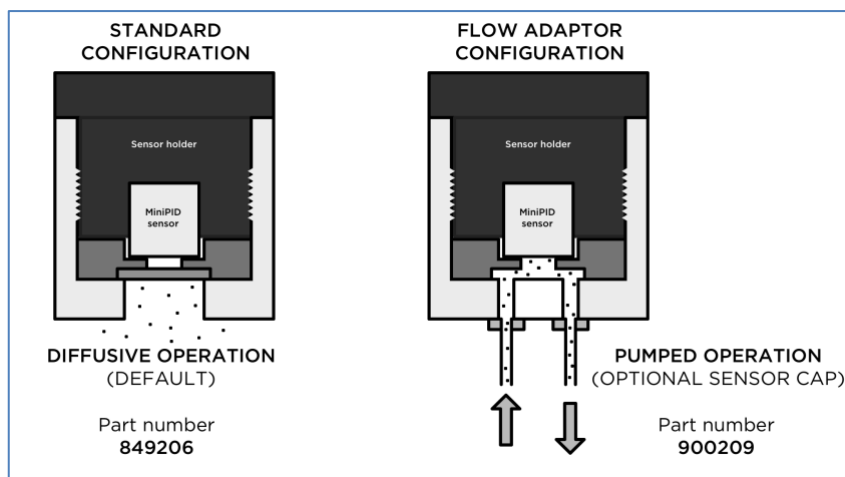 STANDARD
CONFIGURATION
Sensor holder
MiniPID
sensor
DIFFUSIVE OPERATION
(DEFAULT)
Part number
849206
FLOW ADAPTOR
CONFIGURATION
Sensor holder
MiniPID
sensor
PUMPED OPERATION
(OPTIONAL SENSOR CAP)
Part number
900209